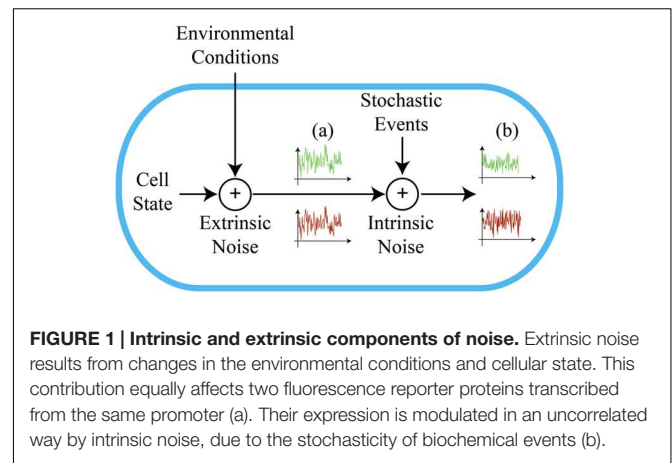 Environmental
Conditions
Stochastic
Events
(a)
(b)
Cell
State
+
+
Extrinsic
Noise
Intrinsic
Noise
FIGURE 1 | Intrinsic and extrinsic components of noise. Extrinsic noise
results from changes in the environmental conditions and cellular state. This
contribution equally affects two fluorescence reporter proteins transcribed
from the same promoter (a). Their expression is modulated in an uncorrelated
way by intrinsic noise, due to the stochasticity of biochemical events (b).